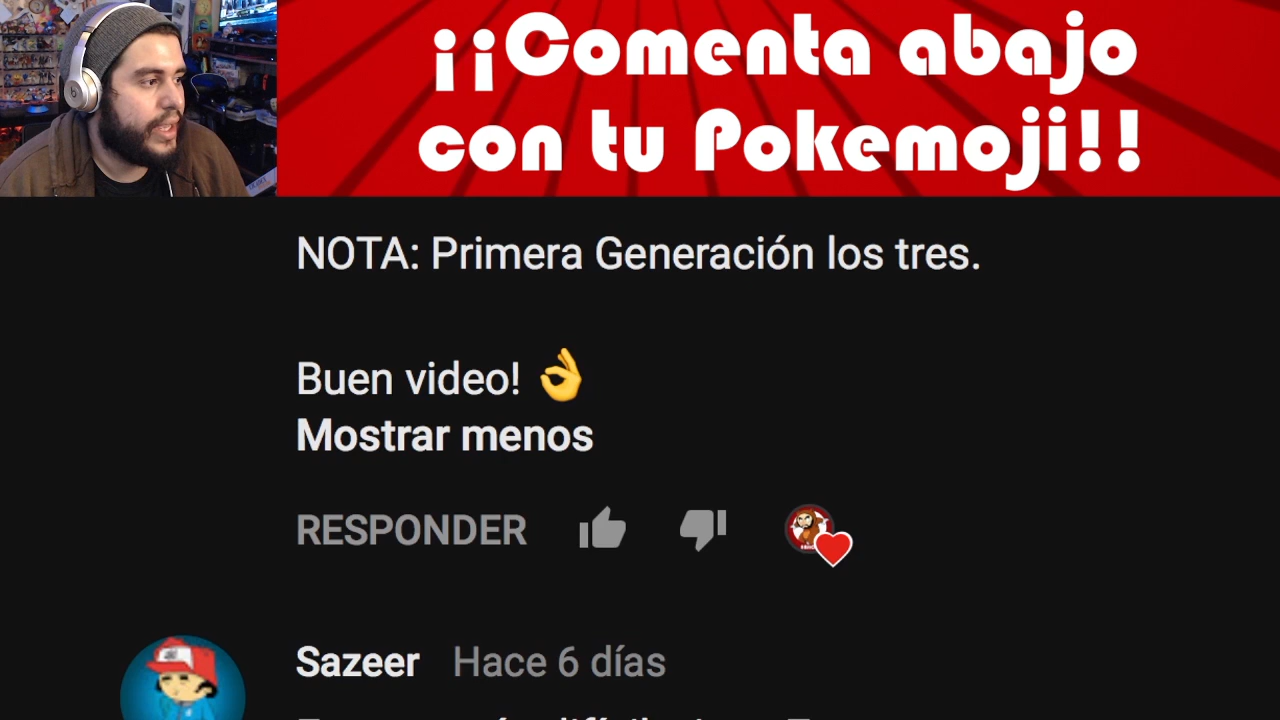 ¡¡Comenta abajo
con tu Pokemoji!!
NOTA: Primera Generación los tres.
Buen video! 👌
Mostrar menos
RESPONDER
Sazeer Hace 6 días